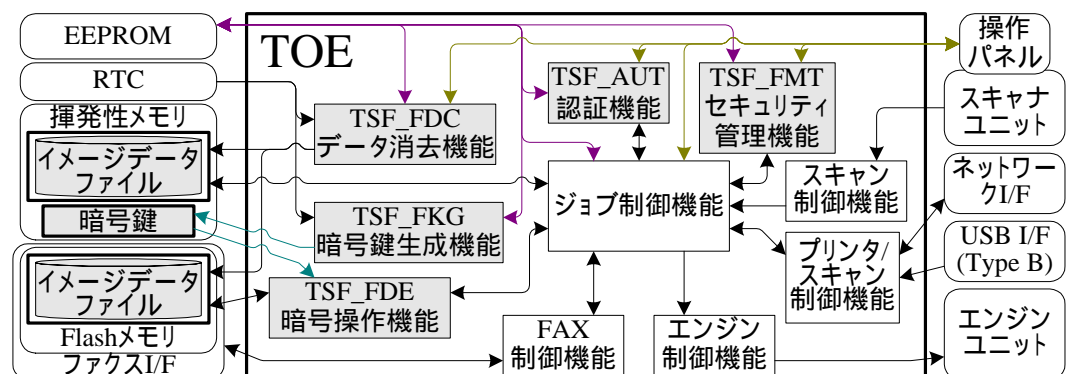 EEPROM
RTC
揮発性メモリ
イメージデータ
ファイル
暗号鍵
イメージデータ
ファイル
Flashメモリ
ファクスI/F
TOE
TSF_FDC
データ消去機能
TSF_FKG
暗号鍵生成機能
TSF_FDE
暗号操作機能
TSF_AUT
認証機能
TSF_FMT
セキュリティ
管理機能
ジョブ制御機能
スキャン
制御機能
プリンタ/
スキャン
制御機能
FAX
制御機能
エンジン
制御機能
操作
パネル
スキャナ
ユニット
ネットワー
クI/F
USB I/F
(Type B)
エンジン
ユニット